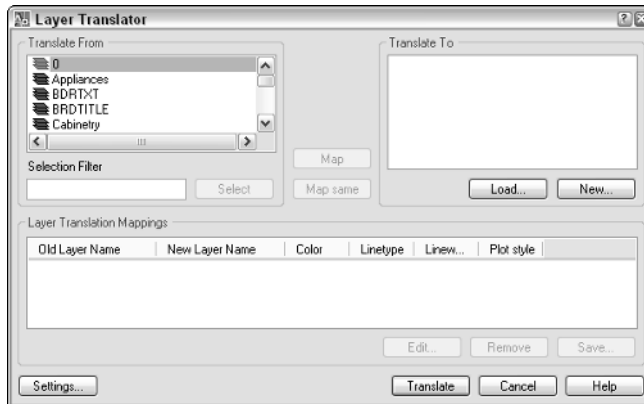 Layer Translator
Translate From
0
Appliances
BDRTXT
BRDTITLE
Cabinetry
Selection Filter
Select
Map
Map same
Translate To
Load...
New...
Layer Translation Mappings
Old Layer Name New Layer Name Color Linetype Linew... Plot style
Edit... Remove Save...
Settings... Translate Cancel Help